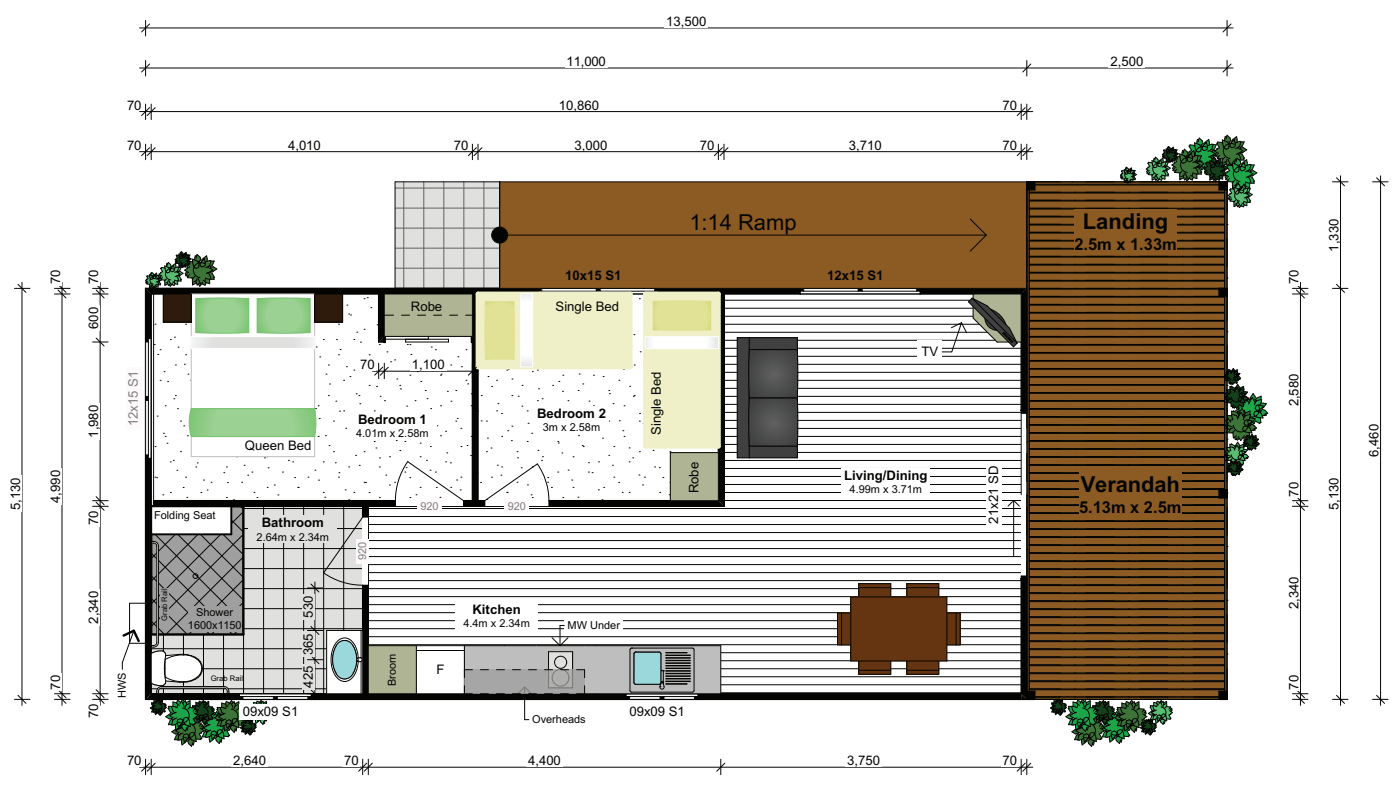 13,500
11,000
2,500
70
10,860
70
70
4,010
70
3,000
70
3,710
70
1:14 Ramp
Landing
2.5m x 1.33m
10x15 S1
12x15 S1
Robe
Single Bed
TV
70
1,100
12x15 S1
Bedroom 1
4.01m x 2.58m
Queen Bed
Bedroom 2
3m x 2.58m
Single Bed
Robe
Living/Dining
4.99m x 3.71m
21x21 SD
Verandah
5.13m x 2.5m
920
920
Folding Seat
Bathroom
2.64m x 2.34m
920
Grab Rail
Shower
1600x1150
530
365
425
Grab Rail
HWS
Kitchen
4.4m x 2.34m
MW Under
Broom
F
Overheads
09x09 S1
09x09 S1
5,130
70
4,990
70
70
600
1,980
70
2,340
70
70
2,580
70
2,340
70
1,330
5,130
6,460
70
2,640
70
4,400
3,750
70